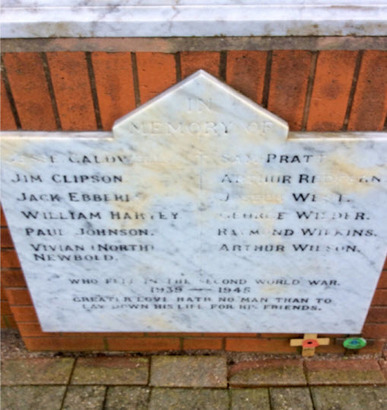 IN
MEMORY OF
PRATT
JIM CLIPSON
ARTHUR
JACK
WILLIAM HARVEY
GEORGE
PAUL JOHNSON.
RAYMOND WILKINS.
VIVIAN (NORTH)
NEWBOLD.
ARTHUR WILSON.
WHO FELL IN THE SECOND WORLD WAR.
1939 — 1945
GREATER LOVE HATH NO MAN THAN TO
LAY DOWN HIS LIFE FOR HIS FRIENDS.